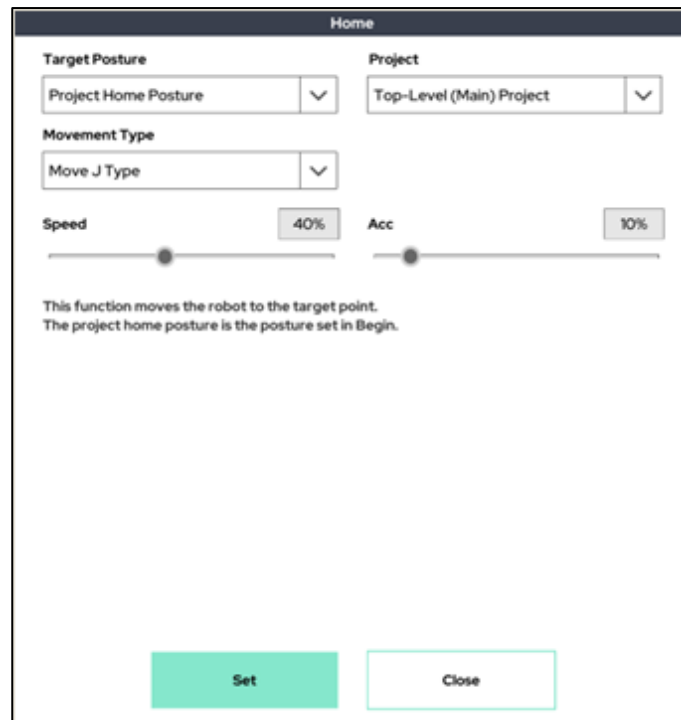 Home
Target Posture
Project
Project Home Posture
Top-Level (Main) Project
Movement Type
Move J Type
Speed
40%
Acc
10%
This function moves the robot to the target point.
The project home posture is the posture set in Begin.
Set
Close